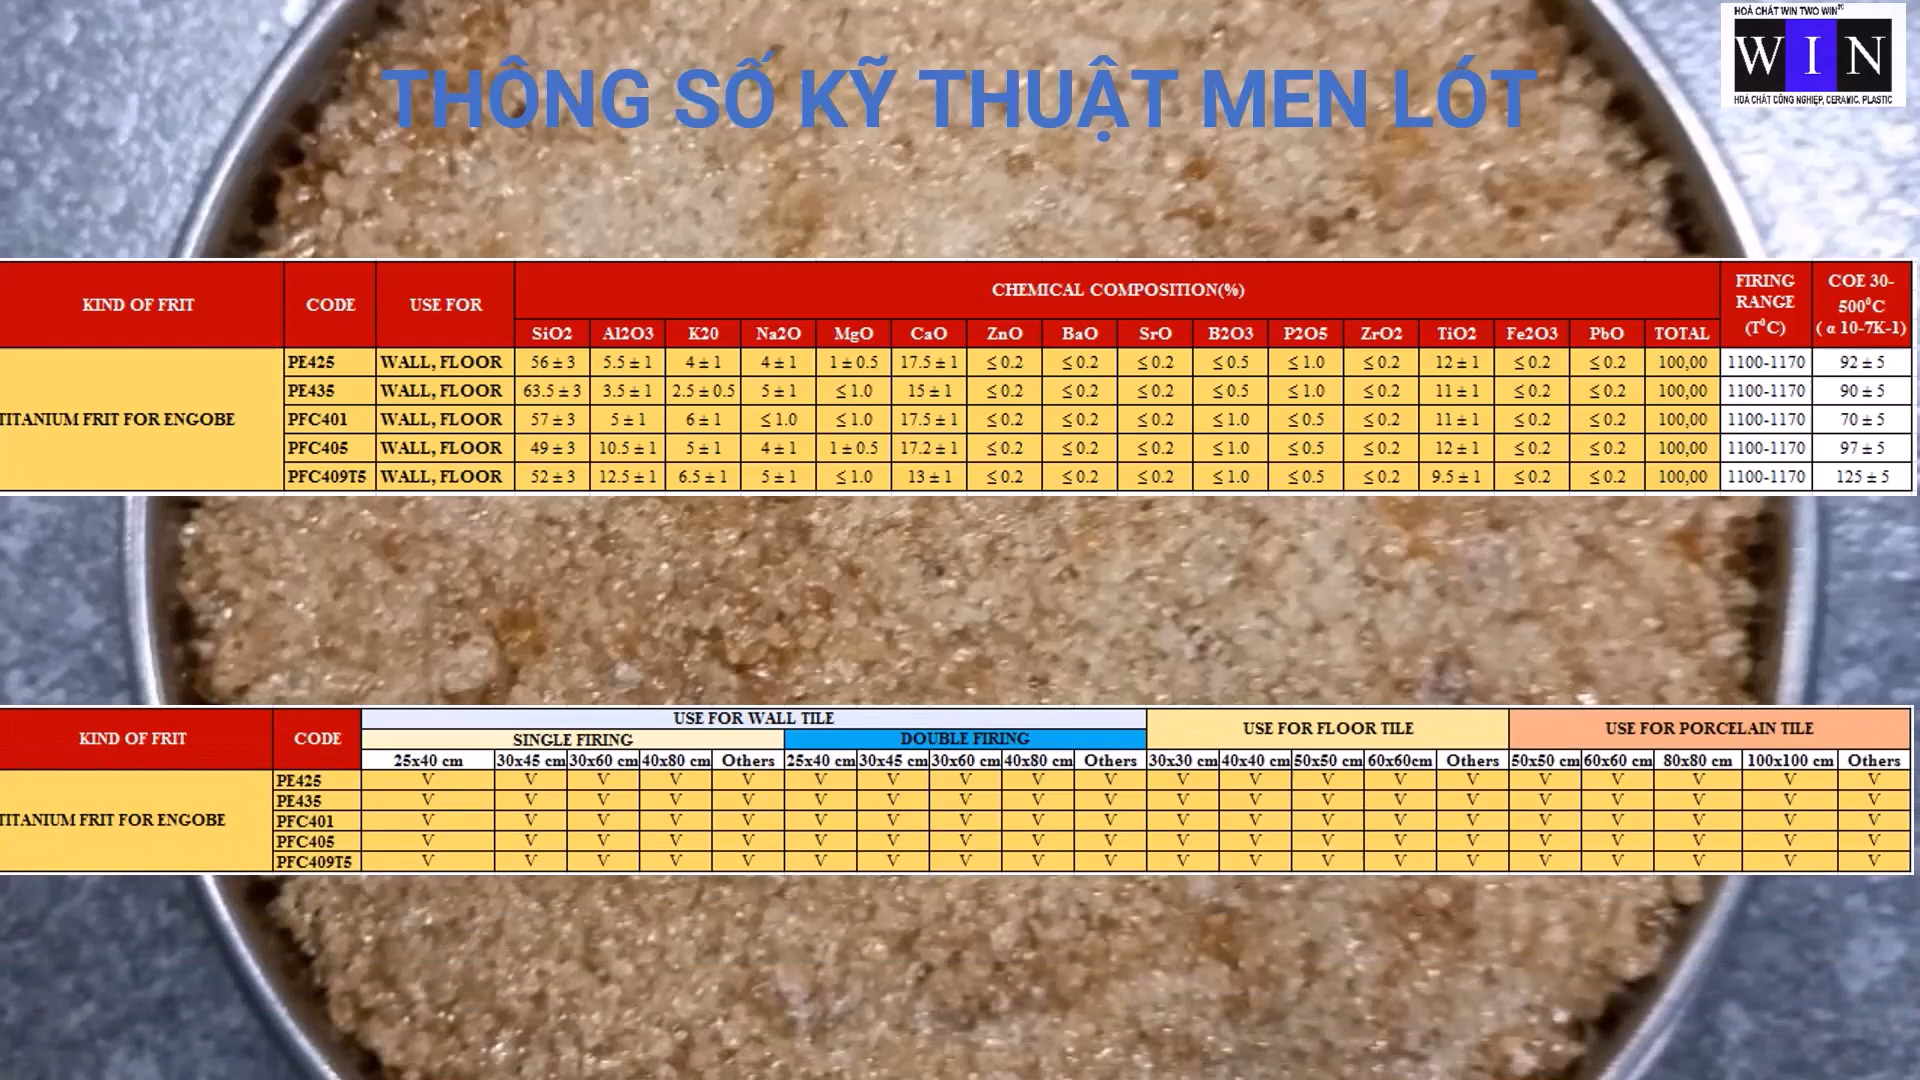 HOÁ CHẤT WIN TWO WIN
WIN
HOÁ CHẤT CÔNG NGHIỆP, CERAMIC, PLASTIC
THÔNG SỐ KỸ THUẬT MEN LÓT
KIND OF FRIT CODE USE FOR CHEMICAL COMPOSITION(%) FIRING RANGE (T⁰C) COE 30-500⁰C ( α 10-7K-1)
SiO2 Al2O3 K20 Na2O MgO CaO ZnO BaO SrO B2O3 P2O5 ZrO2 TiO2 Fe2O3 PbO TOTAL
TITANIUM FRIT FOR ENGOBE
PE425 WALL, FLOOR 56 ± 3 5.5 ± 1 4 ± 1 4 ± 1 1 ± 0.5 17.5 ± 1 ≤ 0.2 ≤ 0.2 ≤ 0.2 ≤ 0.5 ≤ 1.0 ≤ 0.2 12 ± 1 ≤ 0.2 ≤ 0.2 100,00 1100-1170 92 ± 5
PE435 WALL, FLOOR 63.5 ± 3 3.5 ± 1 2.5 ± 0.5 5 ± 1 ≤ 1.0 15 ± 1 ≤ 0.2 ≤ 0.2 ≤ 0.2 ≤ 0.5 ≤ 1.0 ≤ 0.2 11 ± 1 ≤ 0.2 ≤ 0.2 100,00 1100-1170 90 ± 5
PFC401 WALL, FLOOR 57 ± 3 5 ± 1 6 ± 1 ≤ 1.0 ≤ 1.0 17.5 ± 1 ≤ 0.2 ≤ 0.2 ≤ 0.2 ≤ 1.0 ≤ 0.5 ≤ 0.2 11 ± 1 ≤ 0.2 ≤ 0.2 100,00 1100-1170 70 ± 5
PFC405 WALL, FLOOR 49 ± 3 10.5 ± 1 5 ± 1 4 ± 1 1 ± 0.5 17.2 ± 1 ≤ 0.2 ≤ 0.2 ≤ 0.2 ≤ 1.0 ≤ 0.5 ≤ 0.2 12 ± 1 ≤ 0.2 ≤ 0.2 100,00 1100-1170 97 ± 5
PFC409T5 WALL, FLOOR 52 ± 3 12.5 ± 1 6.5 ± 1 5 ± 1 ≤ 1.0 13 ± 1 ≤ 0.2 ≤ 0.2 ≤ 0.2 ≤ 1.0 ≤ 0.5 ≤ 0.2 9.5 ± 1 ≤ 0.2 ≤ 0.2 100,00 1100-1170 125 ± 5
KIND OF FRIT CODE USE FOR WALL TILE USE FOR FLOOR TILE USE FOR PORCELAIN TILE
SINGLE FIRING DOUBLE FIRING
25x40 cm 30x45 cm 30x60 cm 40x80 cm Others 25x40 cm 30x45 cm 30x60 cm 40x80 cm Others 30x30 cm 40x40 cm 50x50 cm 60x60cm Others 50x50 cm 60x60 cm 80x80 cm 100x100 cm Others
TITANIUM FRIT FOR ENGOBE
PE425 V V V V V V V V V V V V V V V V V V V V
PE435 V V V V V V V V V V V V V V V V V V V V
PFC401 V V V V V V V V V V V V V V V V V V V V
PFC405 V V V V V V V V V V V V V V V V V V V V
PFC409T5 V V V V V V V V V V V V V V V V V V V V